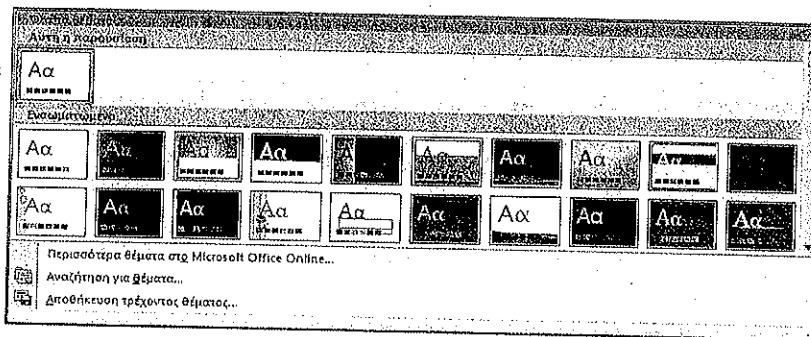 Αυτή η παρουσίαση
Αα
Ενσωματωμένα
Αα Αα Αα Αα Αα Αα Αα Αα Αα
Αα Αα Αα Αα Αα Αα Αα Αα Αα Αα
Περισσότερα θέματα στο Microsoft Office Online...
Αναζήτηση για θέματα...
Αποθήκευση τρέχοντος θέματος...